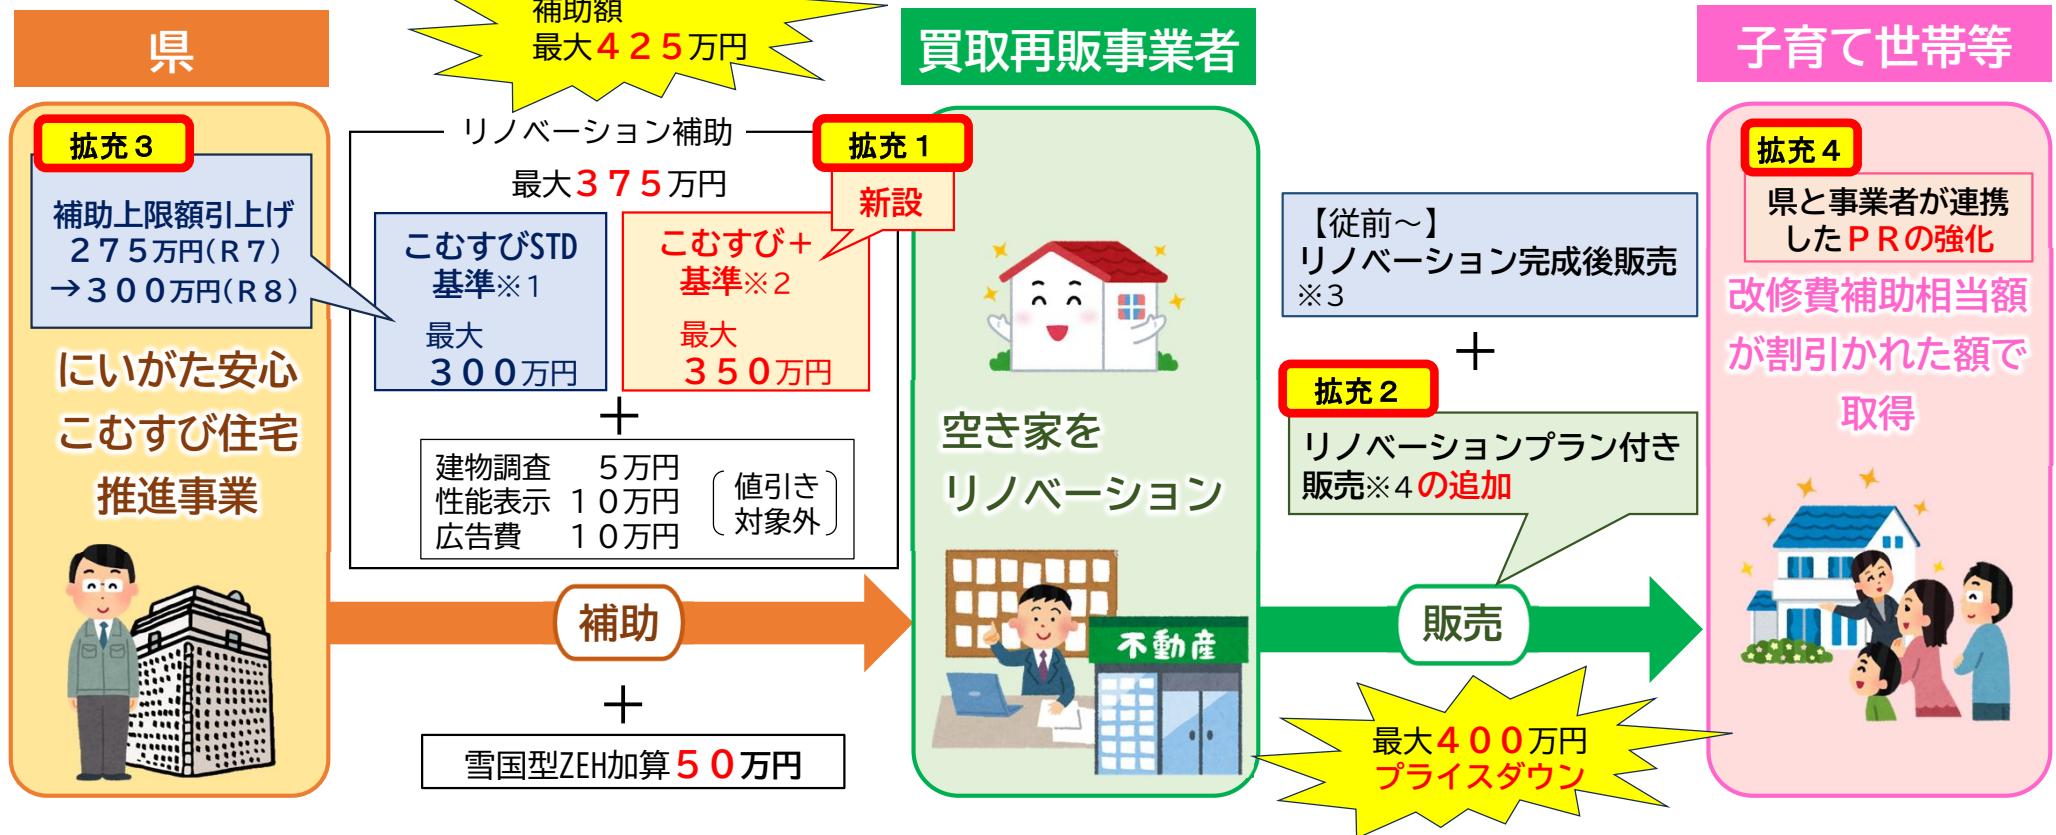 県
補助額
最大４２５万円
買取再販事業者
子育て世帯等
拡充３
補助上限額引上げ
２７５万円(Ｒ７)
→３００万円(Ｒ８)
にいがた安心
こむすび住宅
推進事業
リノベーション補助
最大３７５万円
拡充１
新設
こむすびSTD
基準※1
最大
３００万円
こむすび＋
基準※2
最大
３５０万円
＋
建物調査　５万円
性能表示 １０万円
広告費　１０万円
値引き
対象外
補助
＋
雪国型ZEH加算５０万円
空き家を
リノベーション
不動産
【従前～】
リノベーション完成後販売
※3
＋
拡充２
リノベーションプラン付き
販売※4の追加
販売
最大４００万円
プライスダウン
拡充４
県と事業者が連携
したＰＲの強化
改修費補助相当額
が割引かれた額で
取得